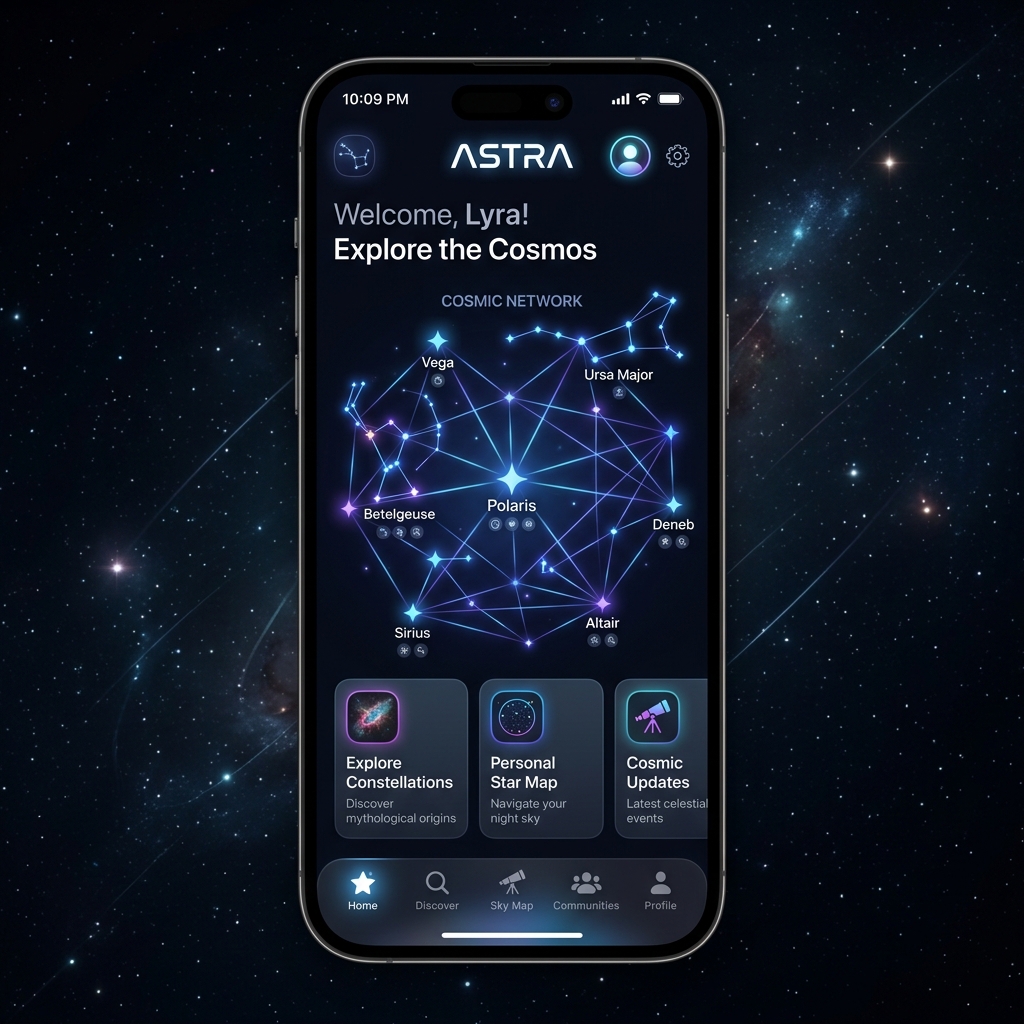 10:09 PM
ASTRA
Welcome, Lyra!
Explore the Cosmos
COSMIC NETWORK
Vega
Ursa Major
Polaris
Betelgeuse
Deneb
Sirius
Altair
Explore
Constellations
Discover
mythological origins
Personal
Star Map
Navigate your
night sky
Cosmic
Updates
Latest celestial
events
Home
Discover
Sky Map
Communities
Profile